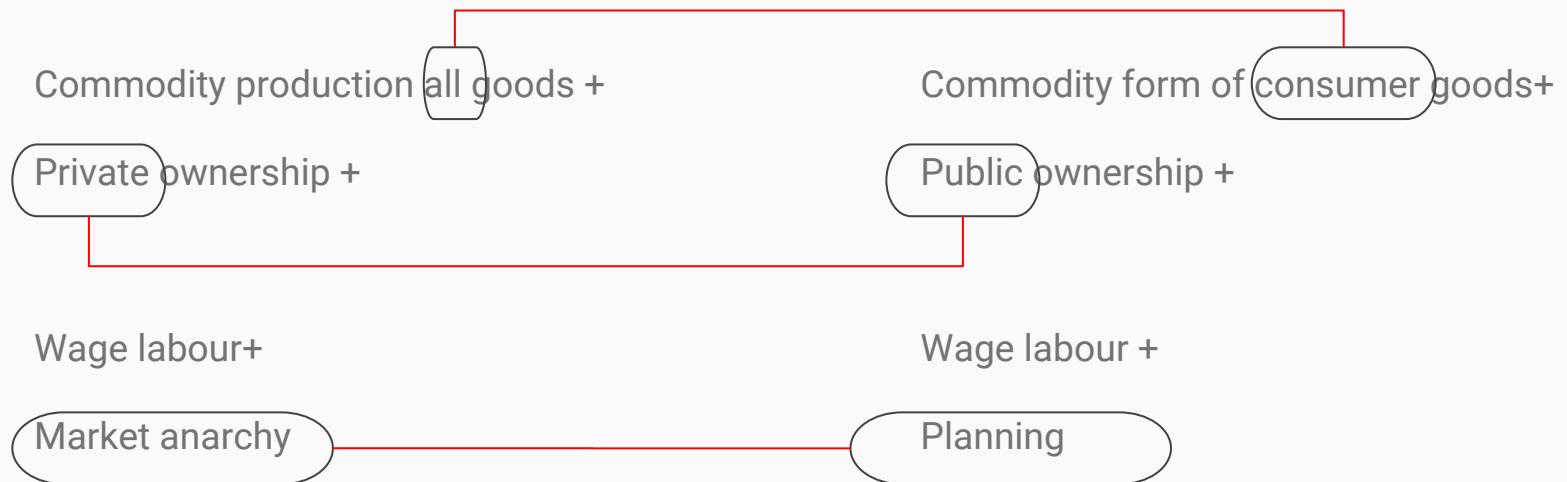 Commodity production all goods +
Private ownership +
Wage labour+
Market anarchy
Commodity form of consumer goods+
Public ownership +
Wage labour +
Planning